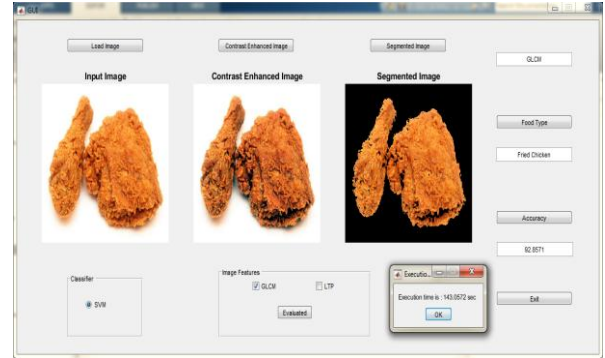 GUI
Load Image
Contrast Enhanced Image
Segmented Image
GLCM
Input Image
Contrast Enhanced Image
Segmented Image
Food Type
Fried Chicken
Accuracy
92.8571
Classifier
SVM
Image Features
GLCM
LTP
Evaluated
Executio...
Execution time is : 143.0572 sec
OK
Exit